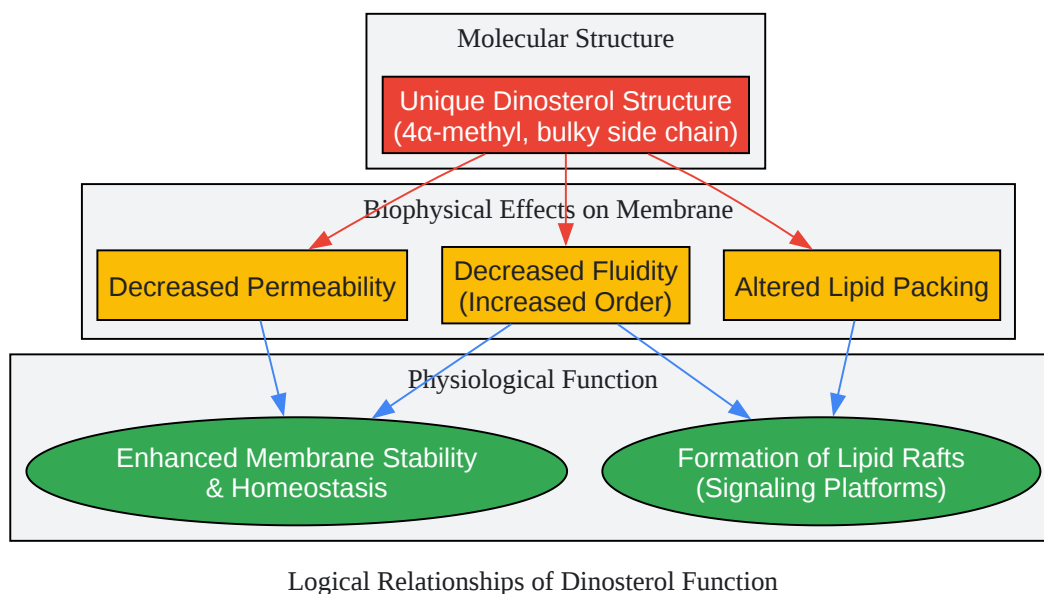 Molecular Structure
Unique Dinosterol Structure
(4α-methyl, bulky side chain)
Biophysical Effects on Membrane
Decreased Permeability
Decreased Fluidity
(Increased Order)
Altered Lipid Packing
Physiological Function
Enhanced Membrane Stability
& Homeostasis
Formation of Lipid Rafts
(Signaling Platforms)
Logical Relationships of Dinosterol Function